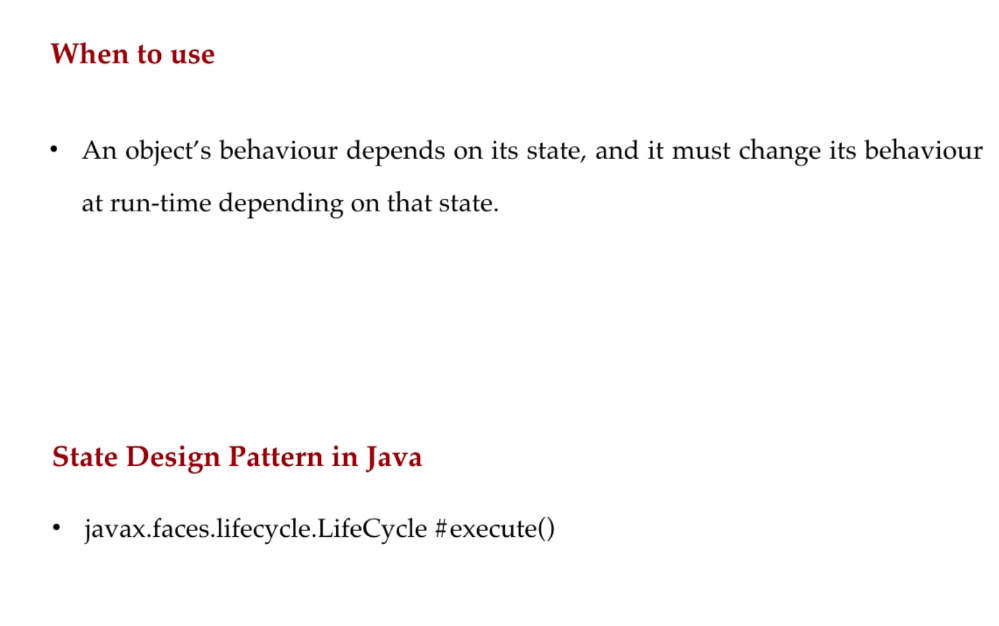 When to use
• An object’s behaviour depends on its state, and it must change its behaviour
at run-time depending on that state.
State Design Pattern in Java
• javax.faces.lifecycle.LifeCycle #execute()